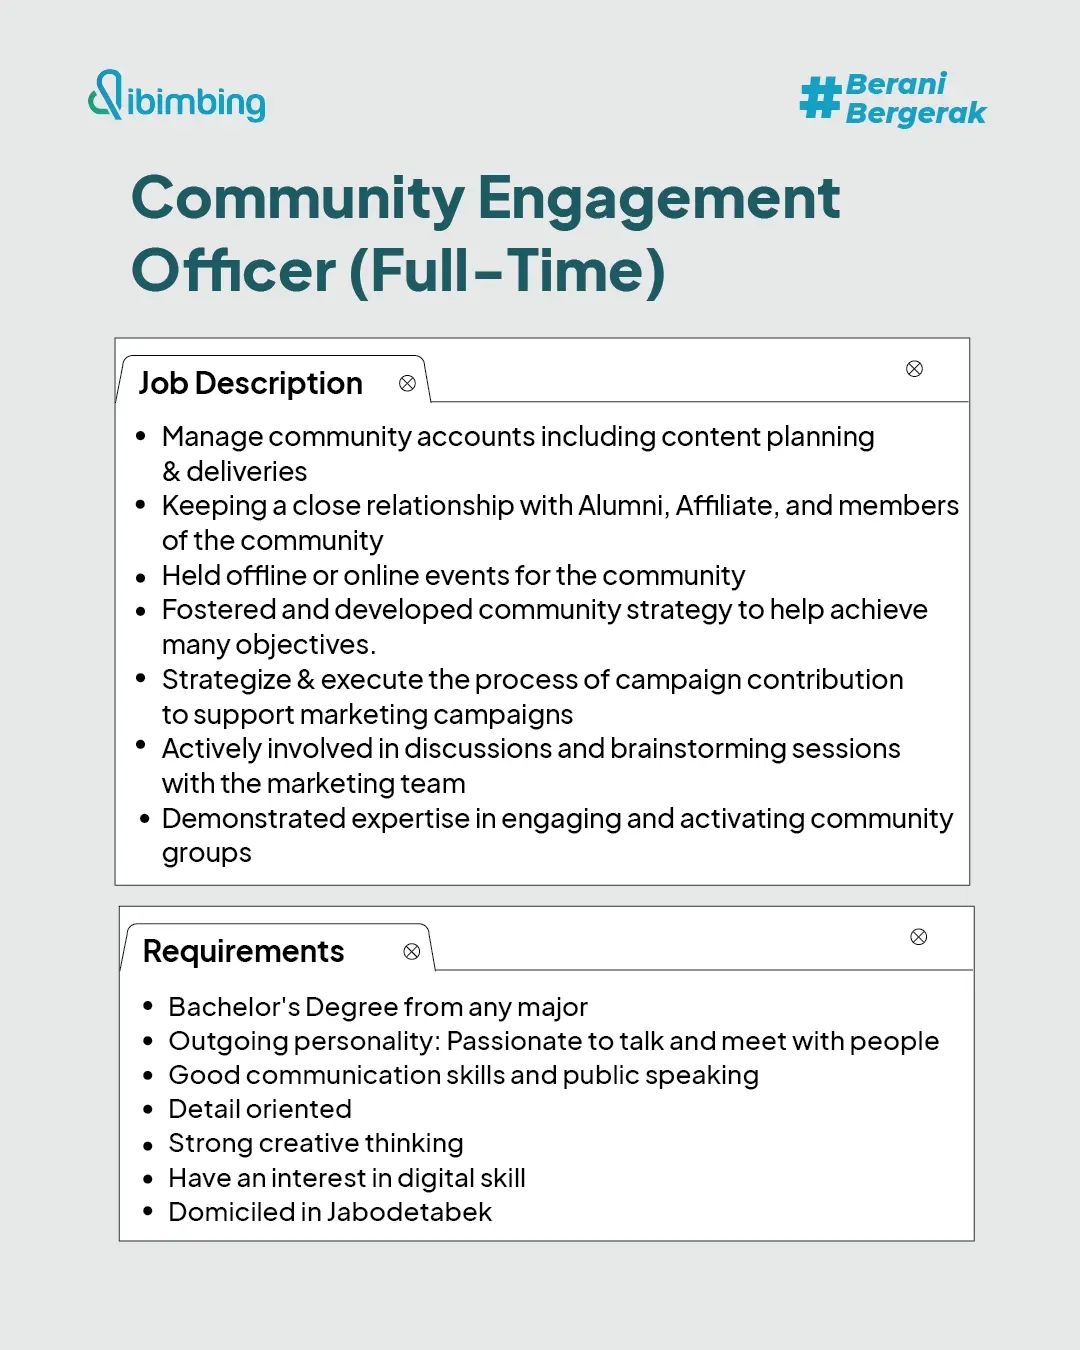 dibimbing
#Berani
Bergerak
Community Engagement
Officer (Full-Time)
Job Description
• Manage community accounts including content planning
& deliveries
• Keeping a close relationship with Alumni, Affiliate, and members
of the community
• Held offline or online events for the community
• Fostered and developed community strategy to help achieve
many objectives.
• Strategize & execute the process of campaign contribution
to support marketing campaigns
• Actively involved in discussions and brainstorming sessions
with the marketing team
• Demonstrated expertise in engaging and activating community
groups
Requirements
• Bachelor's Degree from any major
• Outgoing personality: Passionate to talk and meet with people
• Good communication skills and public speaking
• Detail oriented
• Strong creative thinking
• Have an interest in digital skill
• Domiciled in Jabodetabek